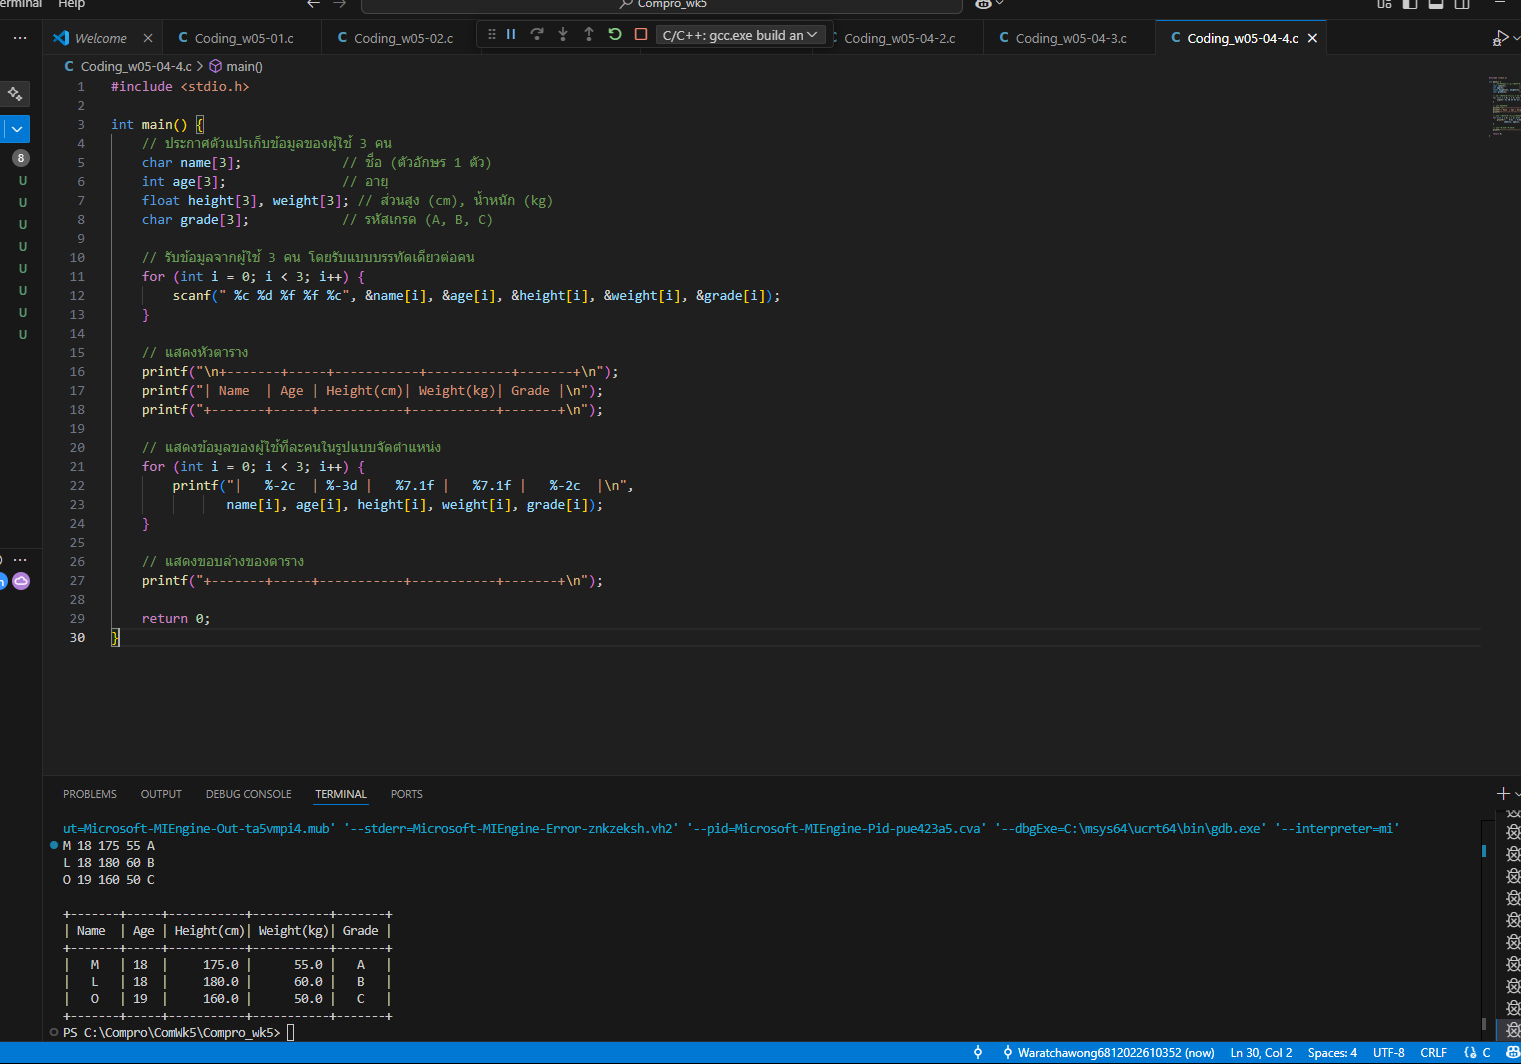 Help
Compro_wk5
Welcome
Coding_w05-01.c
Coding_w05-02.c
C/C++: gcc.exe build an
Coding_w05-04-2.c
Coding_w05-04-3.c
Coding_w05-04-4.c
Coding_w05-04-4.c > main()
1 #include <stdio.h>
2
3 int main() {
4 // ประกาศตัวแปรเก็บข้อมูลของผู้ใช้ 3 คน
5 char name[3]; // ชื่อ (ตัวอักษร 1 ตัว)
6 int age[3]; // อายุ
7 float height[3], weight[3]; // ส่วนสูง (cm), น้ำหนัก (kg)
8 char grade[3]; // รหัสเกรด (A, B, C)
9
10 // รับข้อมูลจากผู้ใช้ 3 คน โดยรับแบบบรรทัดเดียวต่อคน
11 for (int i = 0; i < 3; i++) {
12 scanf(" %c %d %f %f %c", &name[i], &age[i], &height[i], &weight[i], &grade[i]);
13 }
14
15 // แสดงหัวตาราง
16 printf("\n+-------+-----+-----------+-----------+-------+\n");
17 printf("| Name  | Age | Height(cm)| Weight(kg)| Grade |\n");
18 printf("+-------+-----+-----------+-----------+-------+\n");
19
20 // แสดงข้อมูลของผู้ใช้ทีละคนในรูปแบบจัดตำแหน่ง
21 for (int i = 0; i < 3; i++) {
22 printf("|   %-2c  | %-3d |   %7.1f |   %7.1f |   %-2c  |\n",
23 name[i], age[i], height[i], weight[i], grade[i]);
24 }
25
26 // แสดงขอบล่างของตาราง
27 printf("+-------+-----+-----------+-----------+-------+\n");
28
29 return 0;
30 }
8
U
U
U
U
U
U
U
U
PROBLEMS OUTPUT DEBUG CONSOLE TERMINAL PORTS
ut=Microsoft-MIEngine-Out-ta5vmpi4.mub' '--stderr=Microsoft-MIEngine-Error-znkzeksh.vh2' '--pid=Microsoft-MIEngine-Pid-pue423a5.cva' '--dbgExe=C:\msys64\ucrt64\bin\gdb.exe' '--interpreter=mi'
M 18 175 55 A
L 18 180 60 B
O 19 160 50 C
+-------+-----+-----------+-----------+-------+
| Name  | Age | Height(cm)| Weight(kg)| Grade |
+-------+-----+-----------+-----------+-------+
|   M   | 18  |     175.0 |      55.0 |   A   |
|   L   | 18  |     180.0 |      60.0 |   B   |
|   O   | 19  |     160.0 |      50.0 |   C   |
+-------+-----+-----------+-----------+-------+
PS C:\Compro\ComWk5\Compro_wk5>
Waratchawong6812022610352 (now) Ln 30, Col 2 Spaces: 4 UTF-8 CRLF {} C